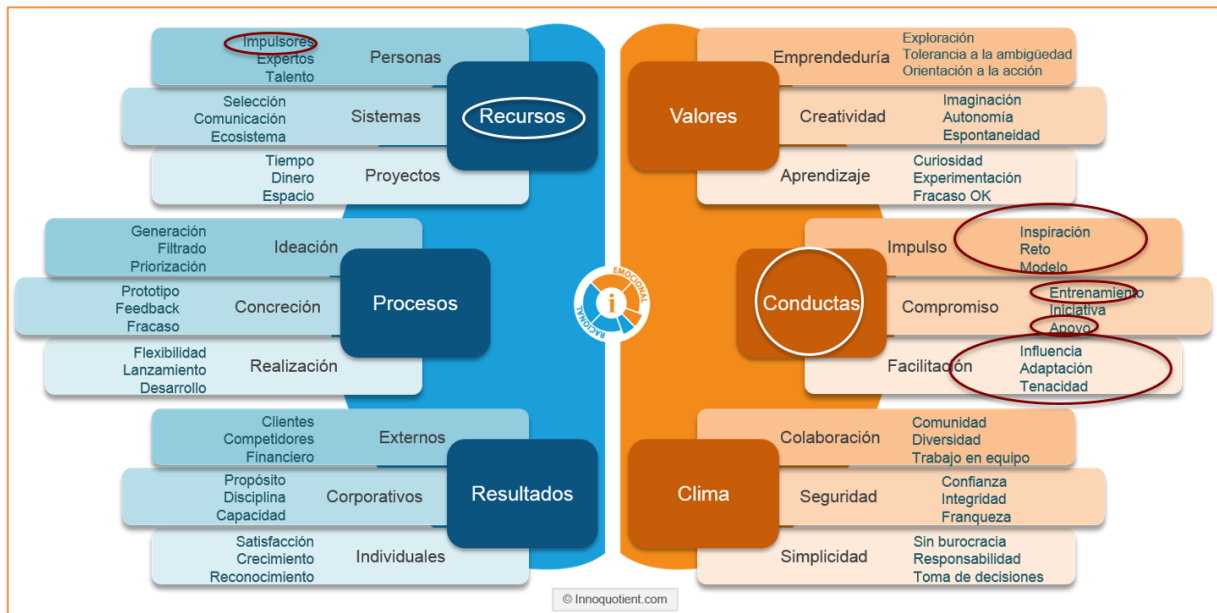 Impulsores
Expertos
Talento
Personas
Selección
Comunicación
Ecosistema
Sistemas
Tiempo
Dinero
Espacio
Proyectos
Recursos
Generación
Filtrado
Priorización
Ideación
Prototipo
Feedback
Fracaso
Concreción
Flexibilidad
Lanzamiento
Desarrollo
Realización
Procesos
Clientes
Competidores
Financiero
Externos
Propósito
Disciplina
Capacidad
Corporativos
Satisfacción
Crecimiento
Reconocimiento
Individuales
Resultados
EMOCIONAL
i
RACIONAL
Valores
Emprendeduría
Exploración
Tolerancia a la ambigüedad
Orientación a la acción
Creatividad
Imaginación
Autonomía
Espontaneidad
Aprendizaje
Curiosidad
Experimentación
Fracaso OK
Conductas
Impulso
Inspiración
Reto
Modelo
Compromiso
Entrenamiento
Iniciativa
Apoyo
Facilitación
Influencia
Adaptación
Tenacidad
Clima
Colaboración
Comunidad
Diversidad
Trabajo en equipo
Seguridad
Confianza
Integridad
Franqueza
Simplicidad
Sin burocracia
Responsabilidad
Toma de decisiones
© Innoquotient.com